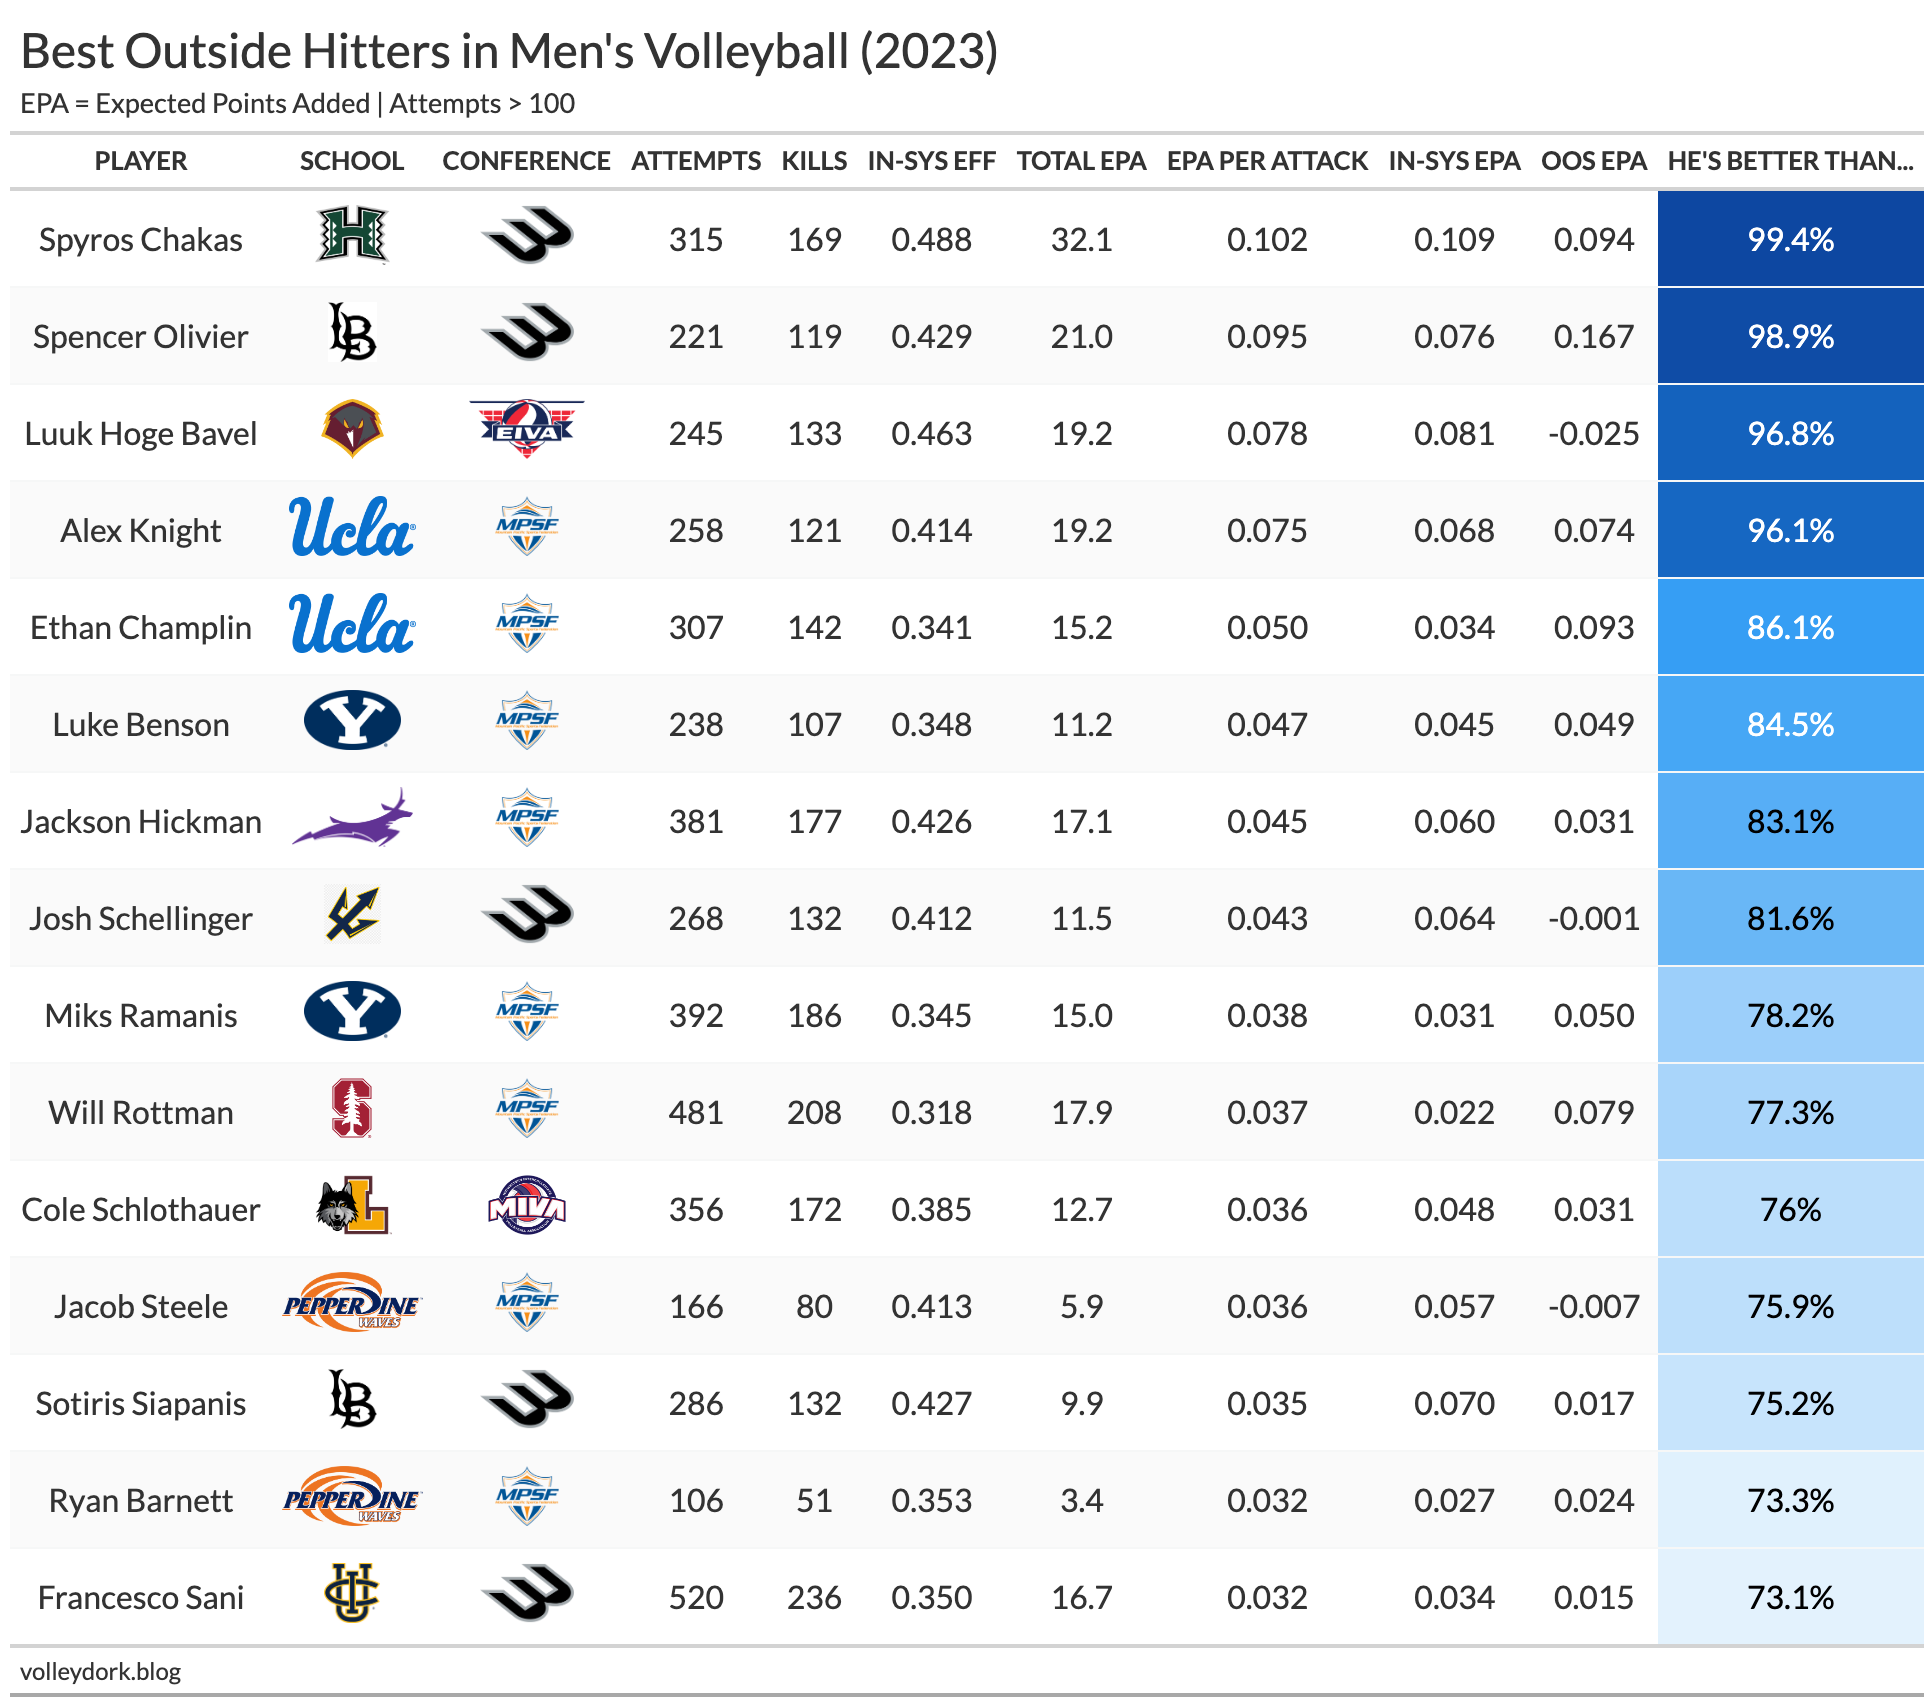 Best Outside Hitters in Men's Volleyball (2023)
EPA = Expected Points Added | Attempts > 100
PLAYER SCHOOL CONFERENCE ATTEMPTS KILLS IN-SYS EFF TOTAL EPA EPA PER ATTACK IN-SYS EPA OOS EPA HE'S BETTER THAN...
Spyros Chakas H 315 169 0.488 32.1 0.102 0.109 0.094 99.4%
Spencer Olivier LB 221 119 0.429 21.0 0.095 0.076 0.167 98.9%
Luuk Hoge Bavel EIVA 245 133 0.463 19.2 0.078 0.081 -0.025 96.8%
Alex Knight Ucla MPSF 258 121 0.414 19.2 0.075 0.068 0.074 96.1%
Ethan Champlin Ucla MPSF 307 142 0.341 15.2 0.050 0.034 0.093 86.1%
Luke Benson Y MPSF 238 107 0.348 11.2 0.047 0.045 0.049 84.5%
Jackson Hickman MPSF 381 177 0.426 17.1 0.045 0.060 0.031 83.1%
Josh Schellinger 268 132 0.412 11.5 0.043 0.064 -0.001 81.6%
Miks Ramanis Y MPSF 392 186 0.345 15.0 0.038 0.031 0.050 78.2%
Will Rottman S MPSF 481 208 0.318 17.9 0.037 0.022 0.079 77.3%
Cole Schlothauer L MIVA 356 172 0.385 12.7 0.036 0.048 0.031 76%
Jacob Steele PEPPERDINE WAVES MPSF 166 80 0.413 5.9 0.036 0.057 -0.007 75.9%
Sotiris Siapanis LB 286 132 0.427 9.9 0.035 0.070 0.017 75.2%
Ryan Barnett PEPPERDINE WAVES MPSF 106 51 0.353 3.4 0.032 0.027 0.024 73.3%
Francesco Sani UCI 520 236 0.350 16.7 0.032 0.034 0.015 73.1%
volleydork.blog